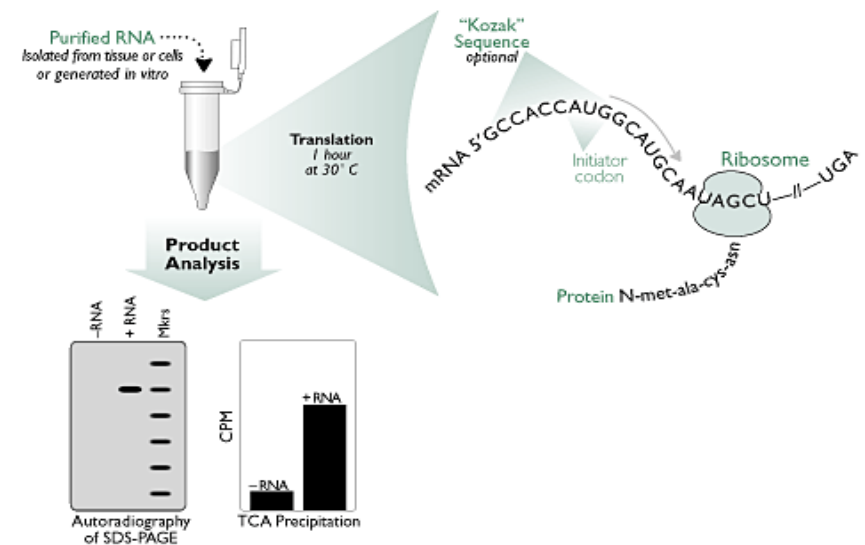 Purified RNA
Isolated from tissue or cells
or generated in vitro
Translation
1 hour
at 30° C
"Kozak"
Sequence
optional
mRNA 5'GCCACCAUGGCAUGCAAUAGCU—//—UGA
Initiator
codon
Ribosome
Protein N-met-ala-cys-asn
Product
Analysis
-RNA
+ RNA
Mkrs
Autoradiography
of SDS-PAGE
CPM
-RNA
+RNA
TCA Precipitation